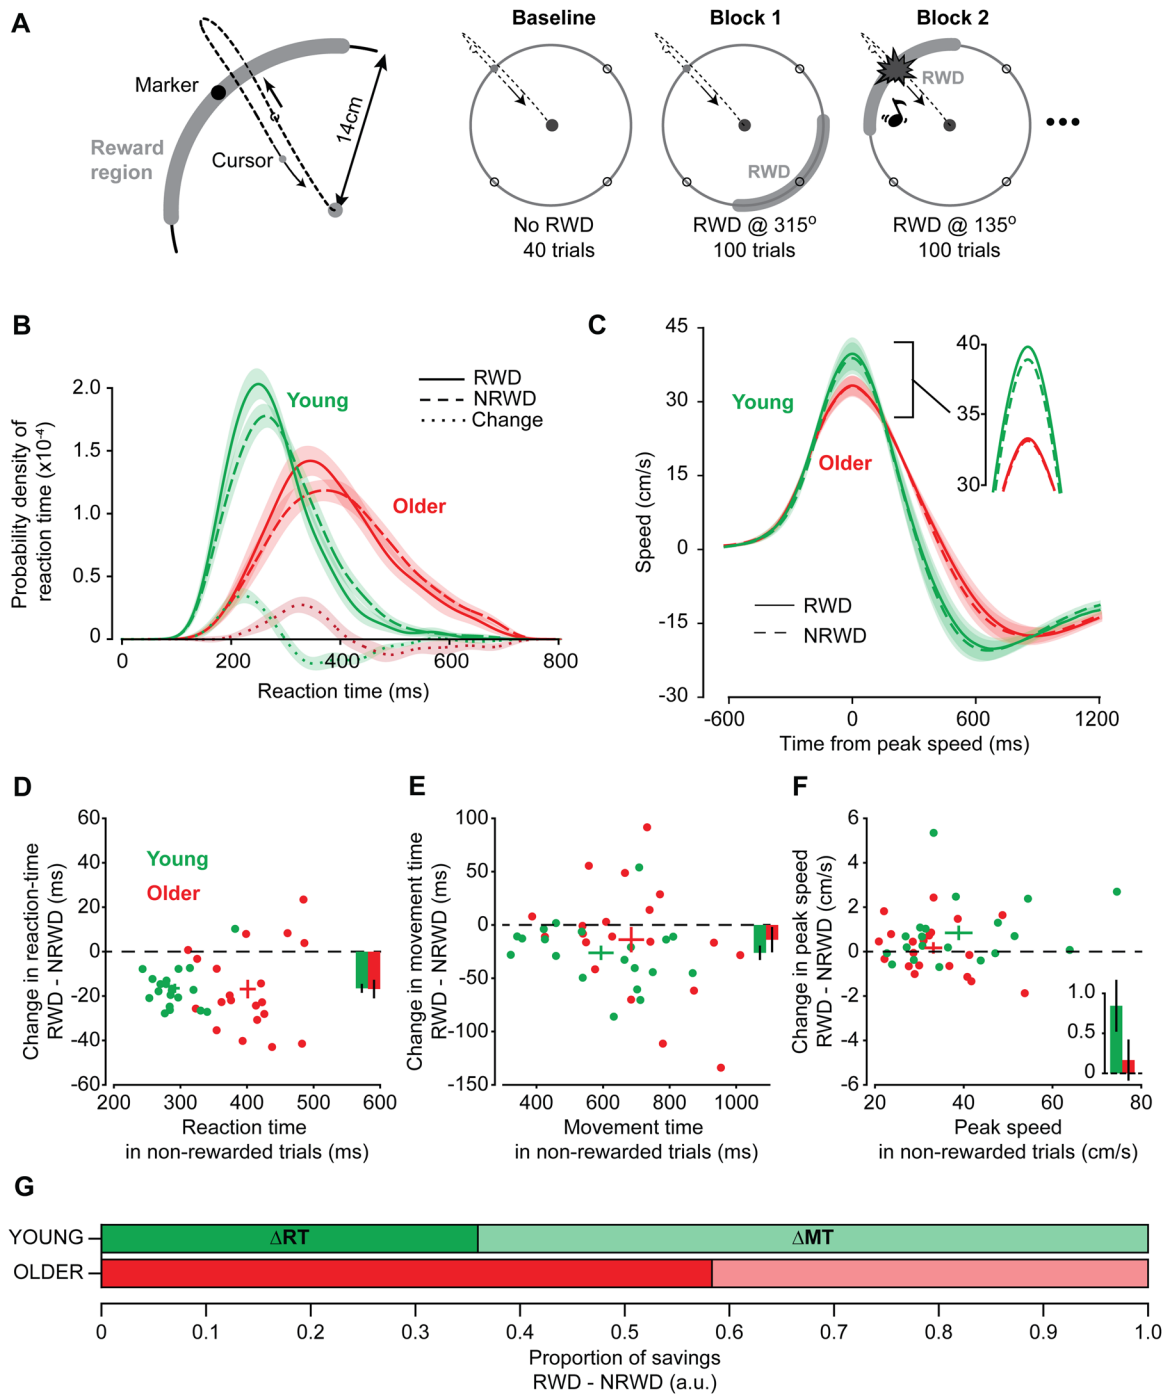 A
Marker
Reward
region
Cursor
14cm
Baseline
No RWD
40 trials
Block 1
RWD
RWD @ 315o
100 trials
Block 2
RWD
RWD @ 135o
100 trials
B
Probability density of
reaction time (x10-4)
2.0
1.5
1.0
0.5
0
0
200
400
600
800
Reaction time (ms)
Young
Older
RWD
NRWD
Change
C
Speed (cm/s)
45
30
15
0
-15
-30
-600
0
600
1200
Time from peak speed (ms)
Young
Older
RWD
NRWD
40
35
30
D
Change in reaction-time
RWD - NRWD (ms)
60
40
20
0
-20
-40
-60
200
300
400
500
600
Reaction time
in non-rewarded trials (ms)
Young
Older
E
Change in movement time
RWD - NRWD (ms)
100
50
0
-50
-100
-150
400
600
800
1000
Movement time
in non-rewarded trials (ms)
F
Change in peak speed
RWD - NRWD (cm/s)
6
4
2
0
-2
-4
-6
20
40
60
80
Peak speed
in non-rewarded trials (cm/s)
1.0
0.5
0
G
YOUNG
OLDER
ΔRT
ΔMT
0
0.1
0.2
0.3
0.4
0.5
0.6
0.7
0.8
0.9
1.0
Proportion of savings
RWD - NRWD (a.u.)